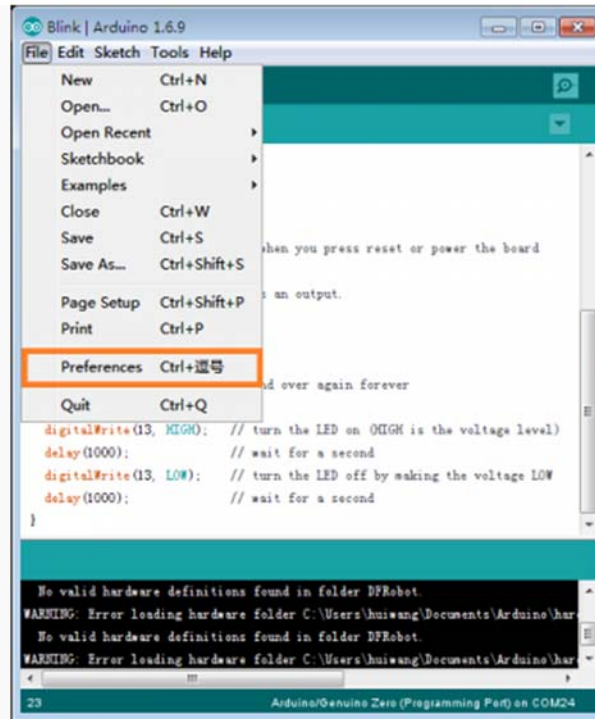 Blink | Arduino 1.6.9
File Edit Sketch Tools Help
New Ctrl+N
Open... Ctrl+O
Open Recent
Sketchbook
Examples
Close Ctrl+W
Save Ctrl+S
Save As... Ctrl+Shift+S
when you press reset or power the board
Page Setup Ctrl+Shift+P
an output.
Print Ctrl+P
Preferences Ctrl+逗号
over again forever
Quit Ctrl+Q
digitalWrite(13, HIGH); // turn the LED on (HIGH is the voltage level)
delay(1000); // wait for a second
digitalWrite(13, LOW); // turn the LED off by making the voltage LOW
delay(1000); // wait for a second
}
No valid hardware definitions found in folder DFRobot.
WARNING: Error loading hardware folder C:\Users\huiwang\Documents\Arduino\har
No valid hardware definitions found in folder DFRobot.
WARNING: Error loading hardware folder C:\Users\huiwang\Documents\Arduino\har
23 Arduino/Genuino Zero (Programming Port) on COM24